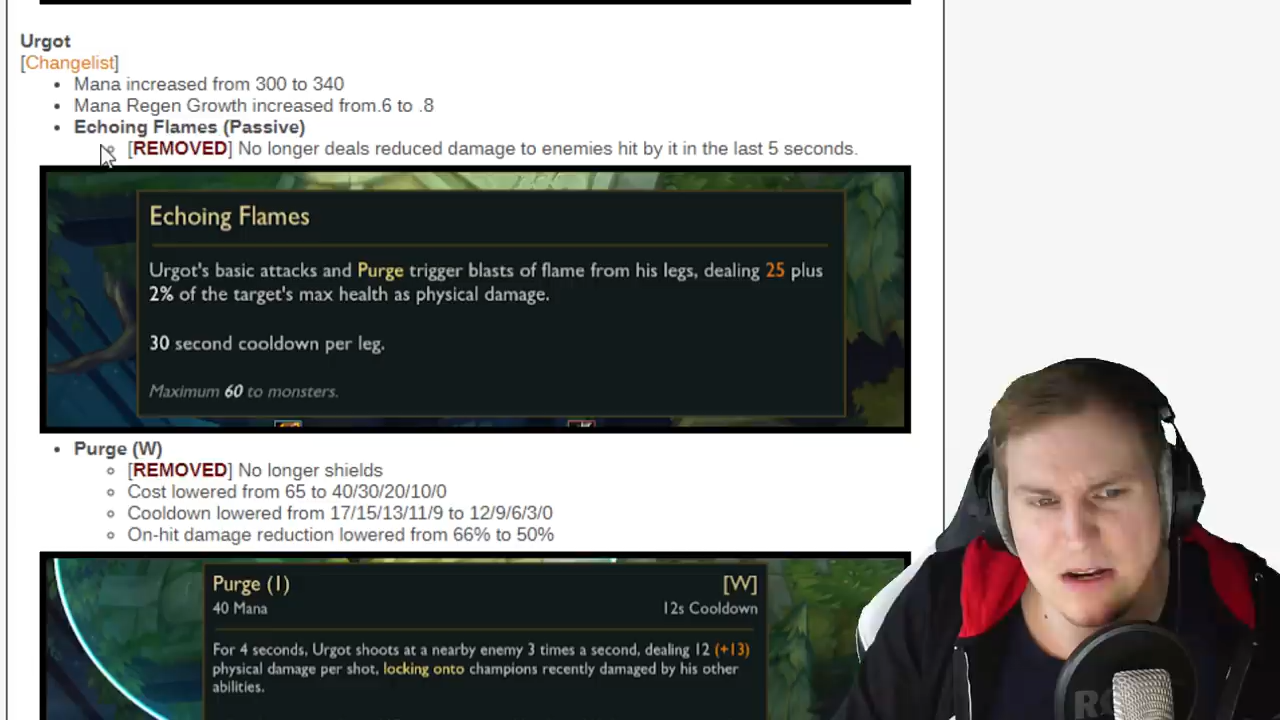 Urgot
[Changelist]
• Mana increased from 300 to 340
• Mana Regen Growth increased from.6 to .8
• Echoing Flames (Passive)
[REMOVED] No longer deals reduced damage to enemies hit by it in the last 5 seconds.
Echoing Flames
Urgot's basic attacks and Purge trigger blasts of flame from his legs, dealing 25 plus
2% of the target's max health as physical damage.
30 second cooldown per leg.
Maximum 60 to monsters.
• Purge (W)
[REMOVED] No longer shields
Cost lowered from 65 to 40/30/20/10/0
Cooldown lowered from 17/15/13/11/9 to 12/9/6/3/0
On-hit damage reduction lowered from 66% to 50%
Purge (1) [W]
40 Mana 12s Cooldown
For 4 seconds, Urgot shoots at a nearby enemy 3 times a second, dealing 12 (+13)
physical damage per shot, locking onto champions recently damaged by his other
abilities.